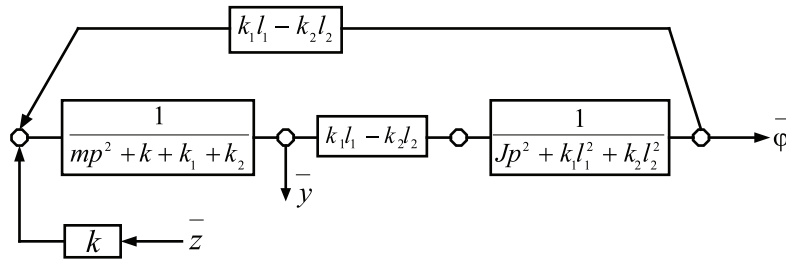 k₁l₁ − k₂l₂
1
mp² + k + k₁ + k₂
k₁l₁ − k₂l₂
1
Jp² + k₁l₁² + k₂l₂²
φ̄
ȳ
k
z̄